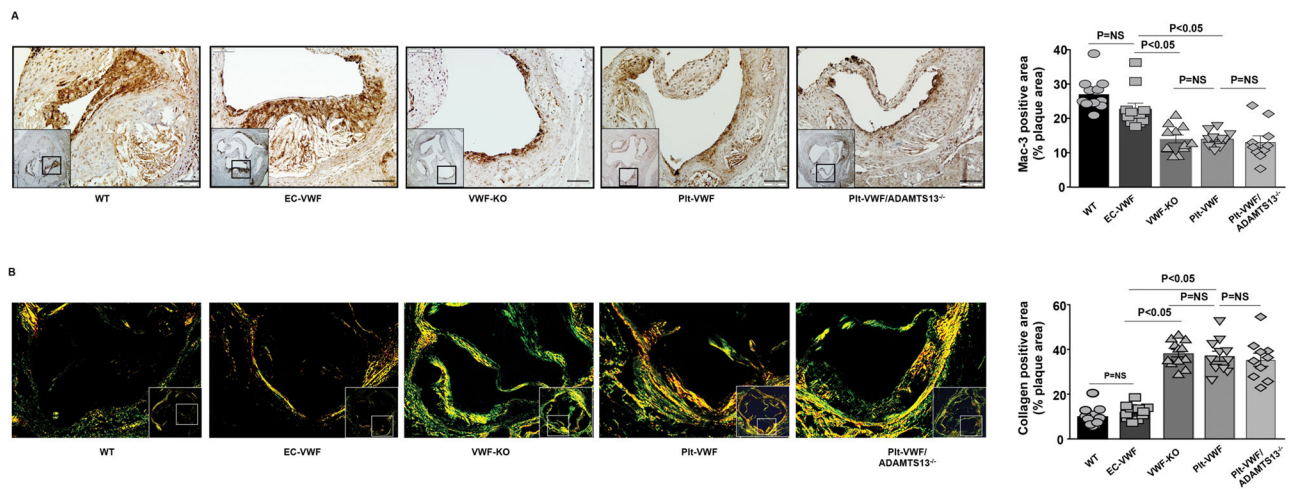 A
WT
EC-VWF
VWF-KO
Plt-VWF
Plt-VWF/ADAMTS13-/-
P<0.05
P=NS
P<0.05
P=NS
P=NS
40
30
20
10
0
Mac-3 positive area
(% plaque area)
WT
EC-VWF
VWF-KO
Plt-VWF
Plt-VWF/
ADAMTS13-/-
B
WT
EC-VWF
VWF-KO
Plt-VWF
Plt-VWF/
ADAMTS13-/-
P<0.05
P=NS
P=NS
P<0.05
P=NS
60
40
20
0
Collagen positive area
(% plaque area)
WT
EC-VWF
VWF-KO
Plt-VWF
Plt-VWF/
ADAMTS13-/-